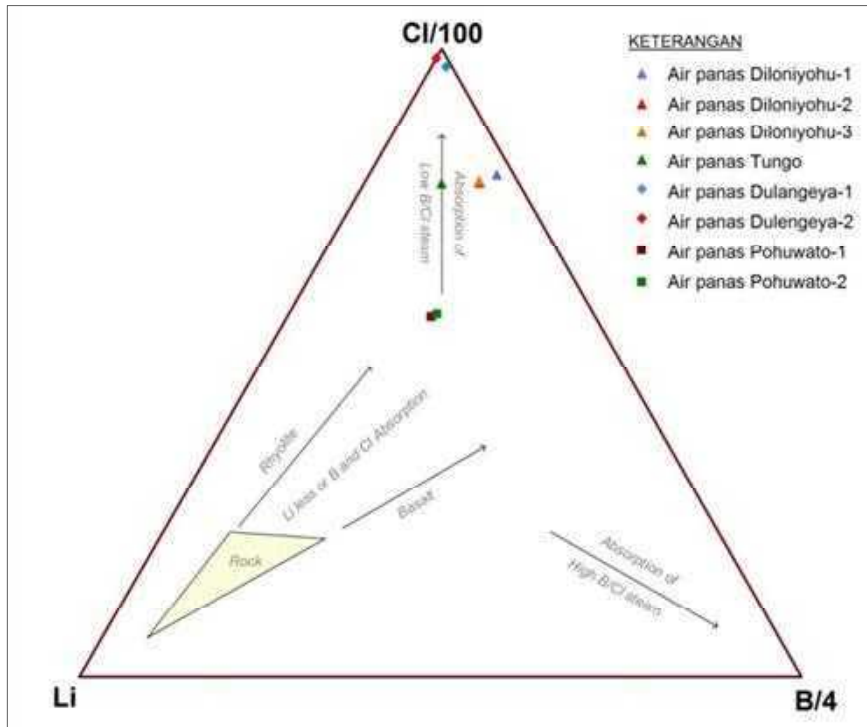 Cl/100
KETERANGAN
Air panas Diloniyohu-1
Air panas Diloniyohu-2
Air panas Diloniyohu-3
Air panas Tungo
Air panas Dulangeya-1
Air panas Dulengeya-2
Air panas Pohuwato-1
Air panas Pohuwato-2
Absorption of
Low B/Cl steam
Rhyolite
Li less or B and Cl Absorption
Basalt
Rock
Absorption of
High B/Cl steam
Li
B/4